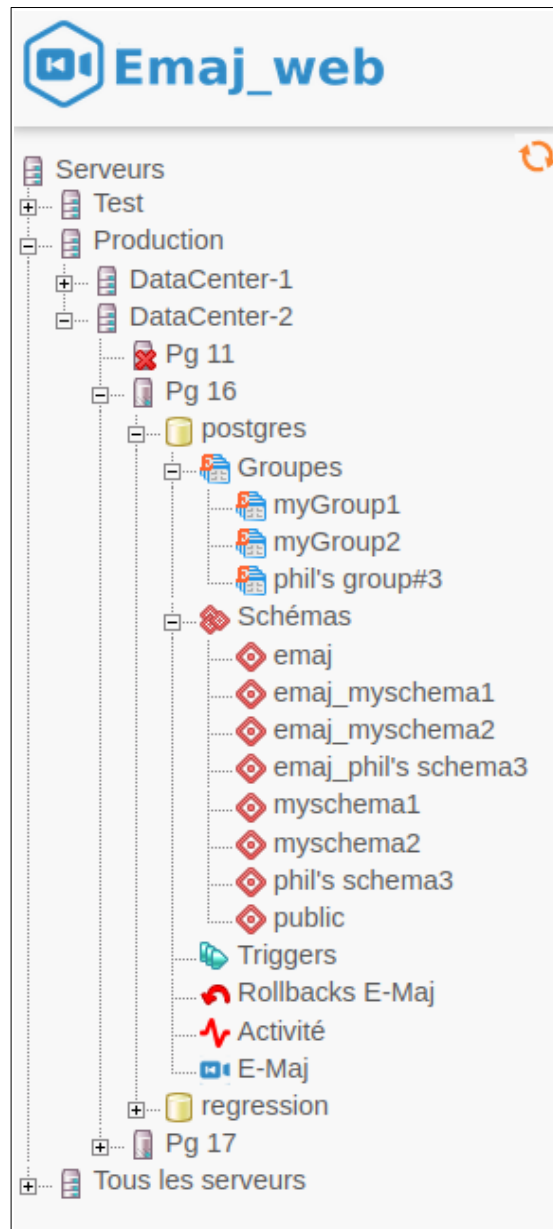 Emaj_web
Serveurs
Test
Production
DataCenter-1
DataCenter-2
Pg 11
Pg 16
postgres
Groupes
myGroup1
myGroup2
phil's group#3
Schémas
emaj
emaj_myschema1
emaj_myschema2
emaj_phil's schema3
myschema1
myschema2
phil's schema3
public
Triggers
Rollbacks E-Maj
Activité
E-Maj
regression
Pg 17
Tous les serveurs